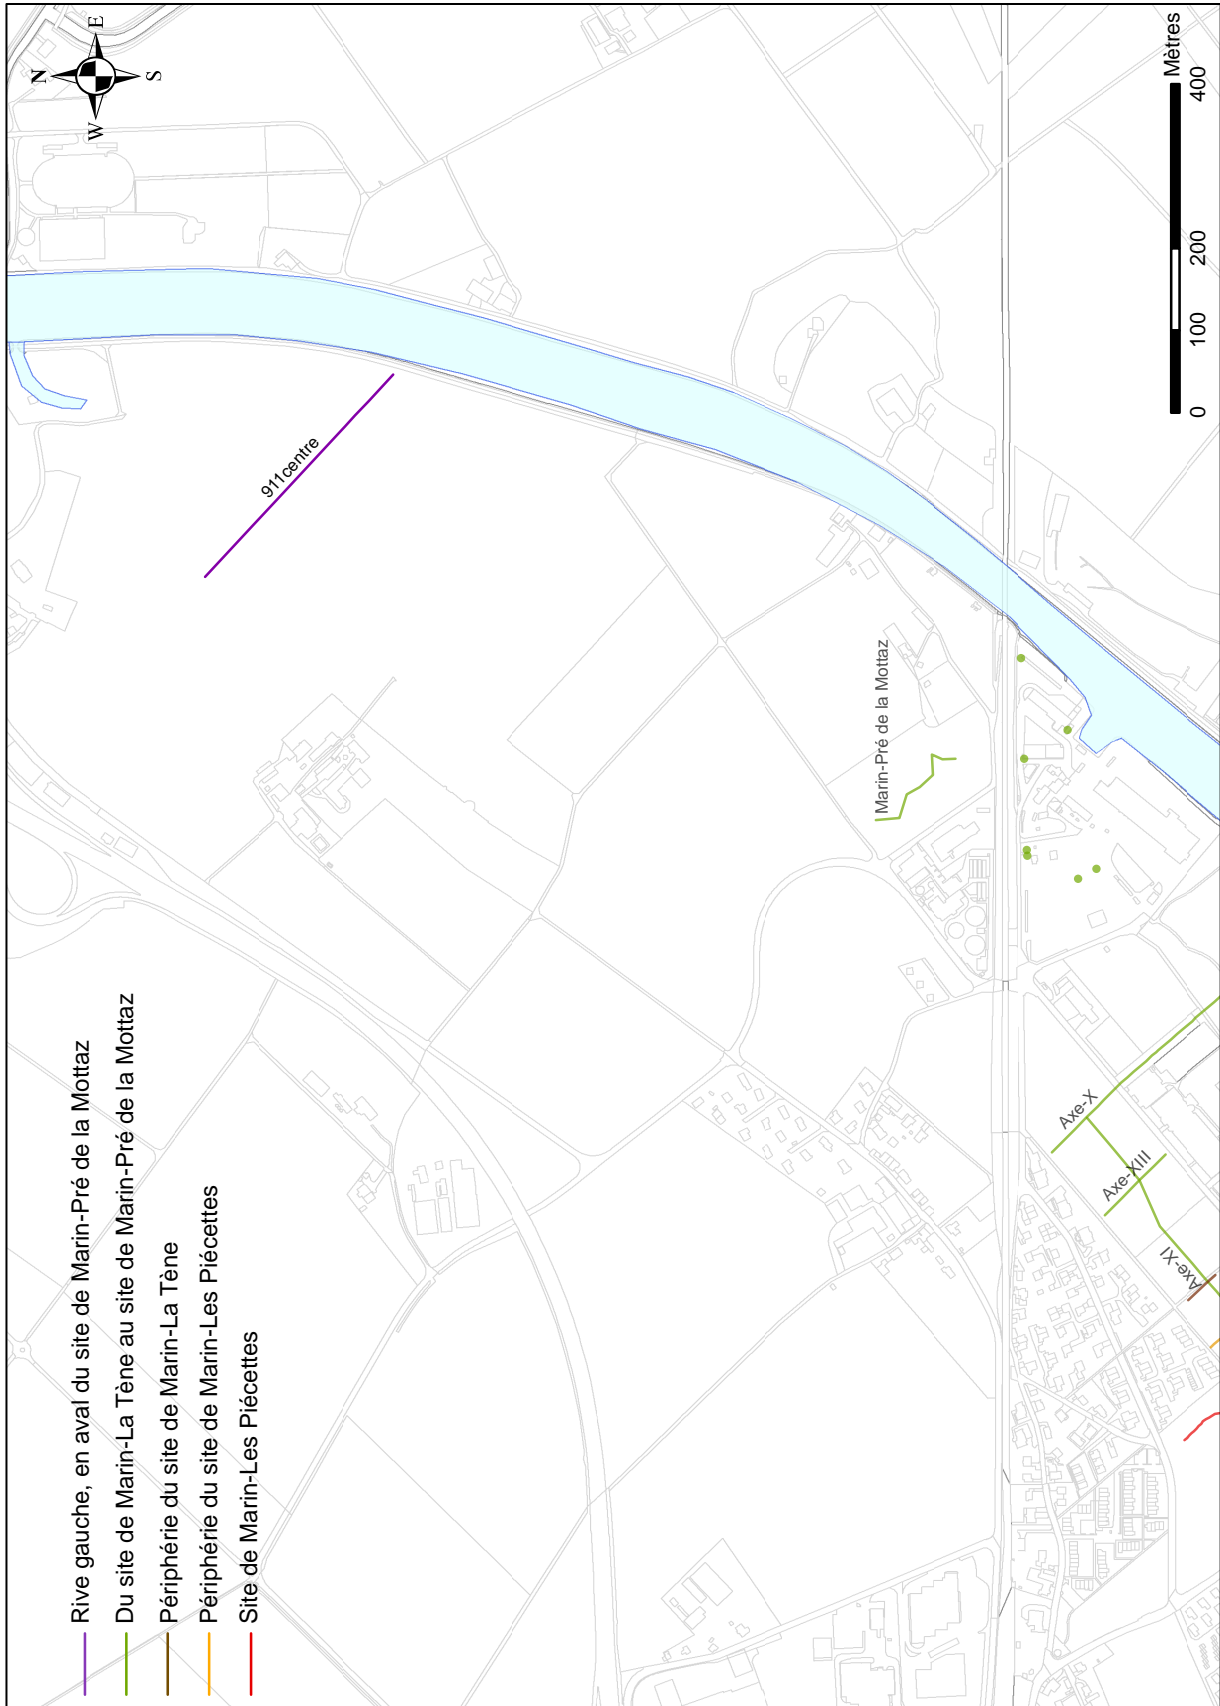 Rive gauche, en aval du site de Marin-Pré de la Mottaz
Du site de Marin-La Tène au site de Marin-Pré de la Mottaz
Périphérie du site de Marin-La Tène
Périphérie du site de Marin-Les Piécettes
Site de Marin-Les Piécettes
N
E
S
W
911centre
Marin-Pré de la Mottaz
Axe-X
Axe-XIII
Axe-XI
Mètres
0 100 200 400